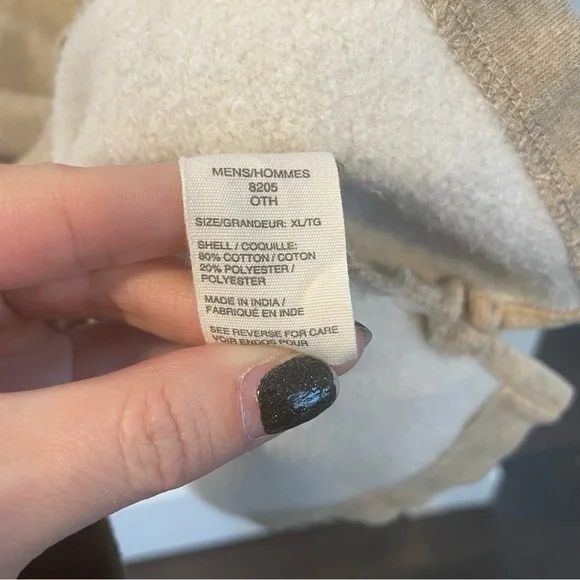 MENS/HOMMES
8205
OTH
SIZE/GRANDEUR: XL/TG
SHELL / COQUILLE:
80% COTTON / COTON
20% POLYESTER /
POLYESTER
MADE IN INDIA /
FABRIQUÉ EN INDE
SEE REVERSE FOR CARE
VOIR ENDOS POUR